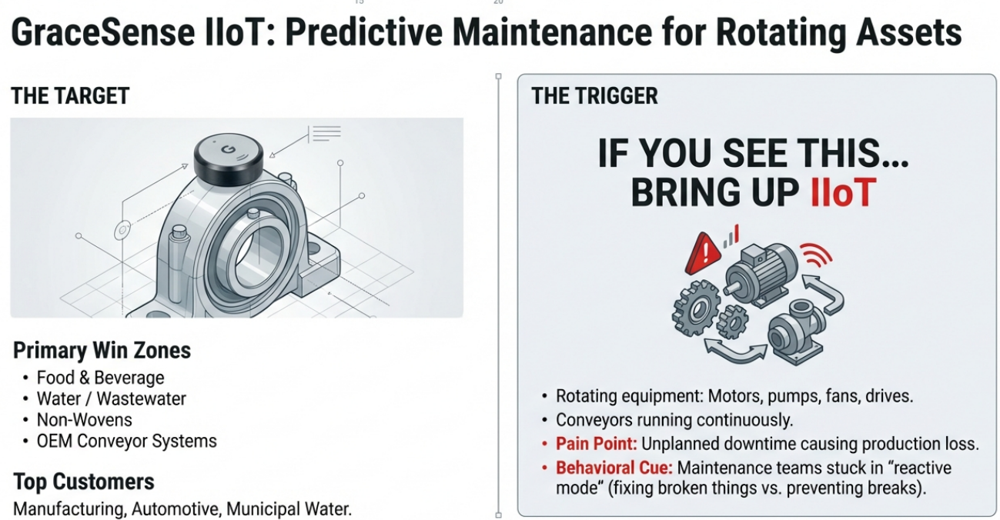 15 20
GraceSense IIoT: Predictive Maintenance for Rotating Assets
THE TARGET
G
Primary Win Zones
• Food & Beverage
• Water / Wastewater
• Non-Wovens
• OEM Conveyor Systems
Top Customers
Manufacturing, Automotive, Municipal Water.
THE TRIGGER
IF YOU SEE THIS...
BRING UP IIoT
• Rotating equipment: Motors, pumps, fans, drives.
• Conveyors running continuously.
• Pain Point: Unplanned downtime causing production loss.
• Behavioral Cue: Maintenance teams stuck in “reactive
mode“ (fixing broken things vs. preventing breaks).